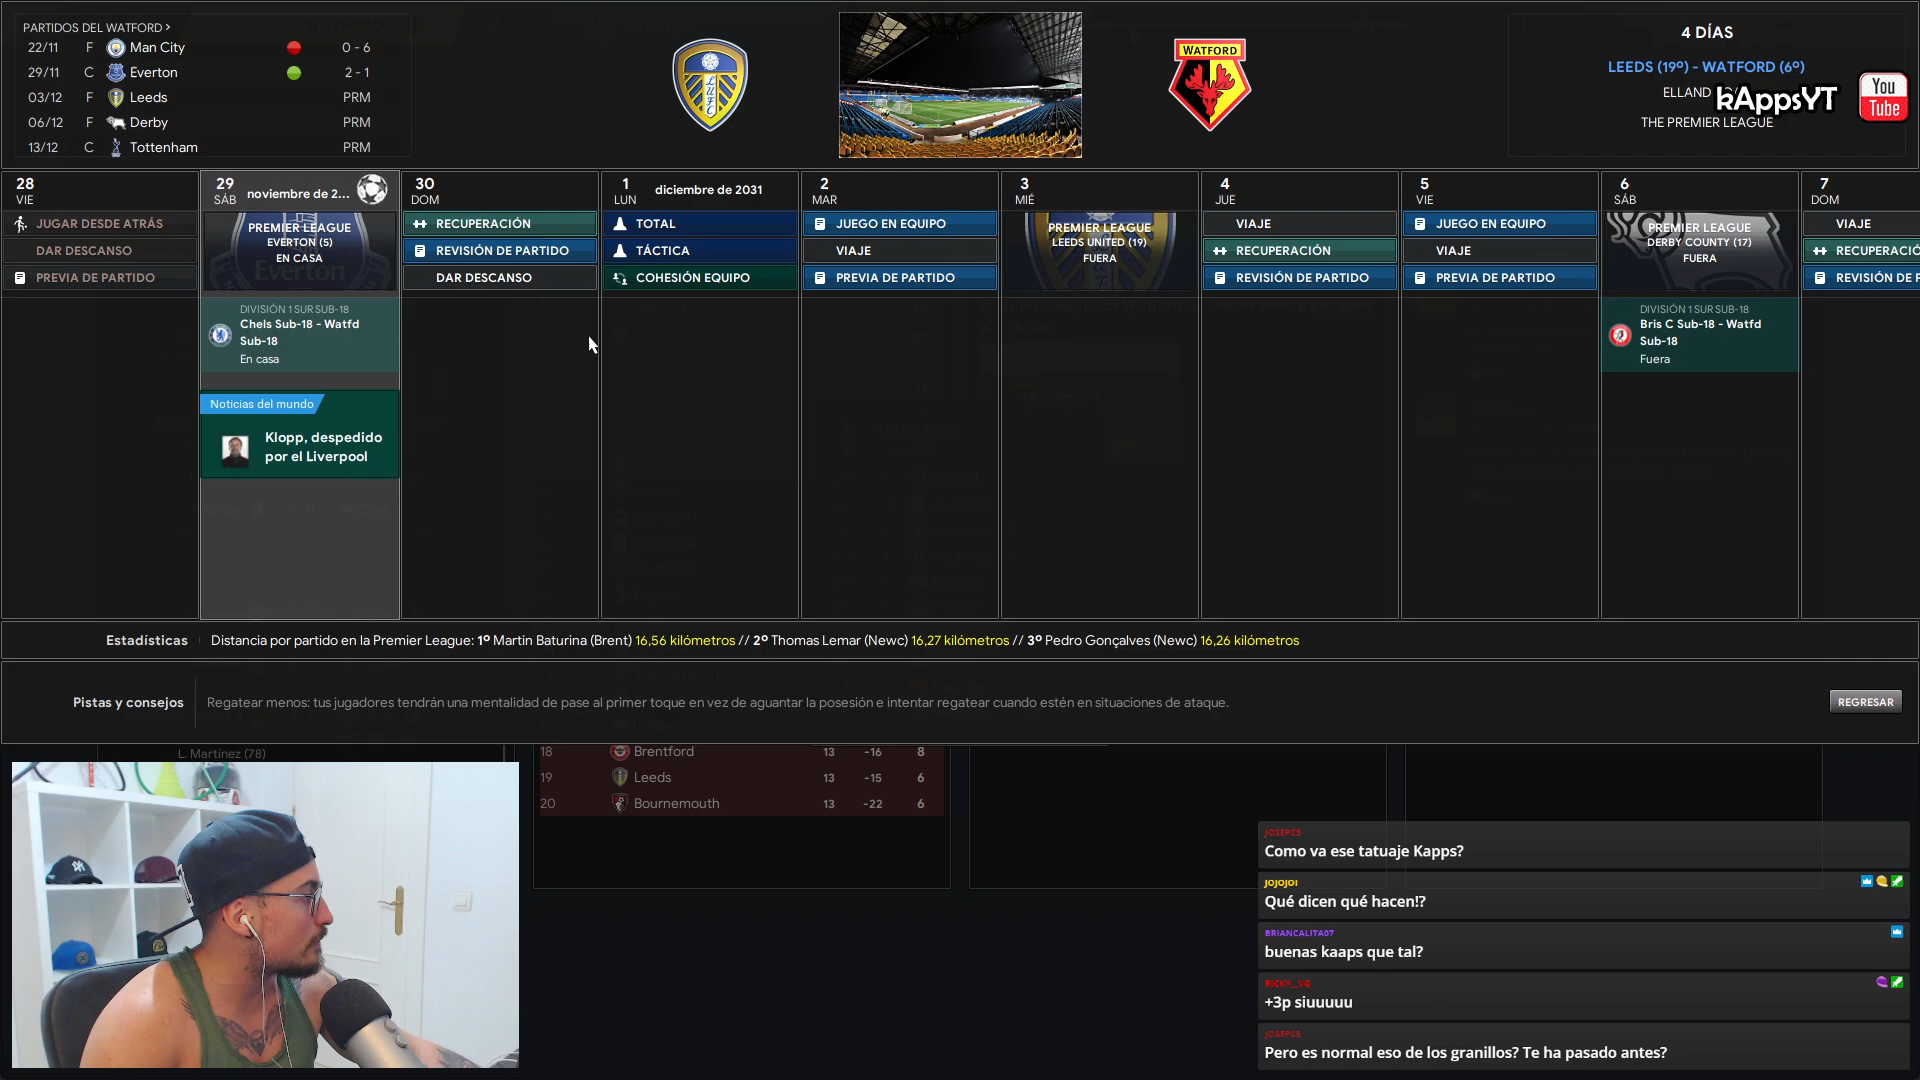 PARTIDOS DEL WATFORD >
22/11 F Man City 0 - 6
29/11 C Everton 2 - 1
03/12 F Leeds PRM
06/12 F Derby PRM
13/12 C Tottenham PRM
WATFORD
4 DÍAS
LEEDS (19º) - WATFORD (6º)
ELLAND
kAppsYT
You
Tube
THE PREMIER LEAGUE
28
VIE
JUGAR DESDE ATRÁS
DAR DESCANSO
PREVIA DE PARTIDO
29
SÁB
noviembre de 2...
PREMIER LEAGUE
EVERTON (5)
EN CASA
DIVISIÓN 1 SUR SUB-18
Chels Sub-18 - Watfd
Sub-18
En casa
Noticias del mundo
Klopp, despedido
por el Liverpool
30
DOM
RECUPERACIÓN
REVISIÓN DE PARTIDO
DAR DESCANSO
1
LUN
diciembre de 2031
TOTAL
TÁCTICA
COHESIÓN EQUIPO
2
MAR
JUEGO EN EQUIPO
VIAJE
PREVIA DE PARTIDO
3
MIÉ
PREMIER LEAGUE
LEEDS UNITED (19)
FUERA
4
JUE
VIAJE
RECUPERACIÓN
REVISIÓN DE PARTIDO
5
VIE
JUEGO EN EQUIPO
VIAJE
PREVIA DE PARTIDO
6
SÁB
PREMIER LEAGUE
DERBY COUNTY (17)
FUERA
DIVISIÓN 1 SUR SUB-18
Bris C Sub-18 - Watfd
Sub-18
Fuera
7
DOM
VIAJE
RECUPERACIÓ
REVISIÓN DE F
Estadísticas
Distancia por partido en la Premier League: 1º Martin Baturina (Brent) 16,56 kilómetros // 2º Thomas Lemar (Newc) 16,27 kilómetros // 3º Pedro Gonçalves (Newc) 16,26 kilómetros
Pistas y consejos
Regatear menos: tus jugadores tendrán una mentalidad de pase al primer toque en vez de aguantar la posesión e intentar regatear cuando estén en situaciones de ataque.
REGRESAR
L. Martínez (78)
18 Brentford 13 -16 8
19 Leeds 13 -15 6
20 Bournemouth 13 -22 6
JOSEPCS
Como va ese tatuaje Kapps?
JOJOJOI
Qué dicen qué hacen!?
BRIANCALITA07
buenas kaaps que tal?
RICKY_VG
+3p siuuuuu
JOSEPCS
Pero es normal eso de los granillos? Te ha pasado antes?